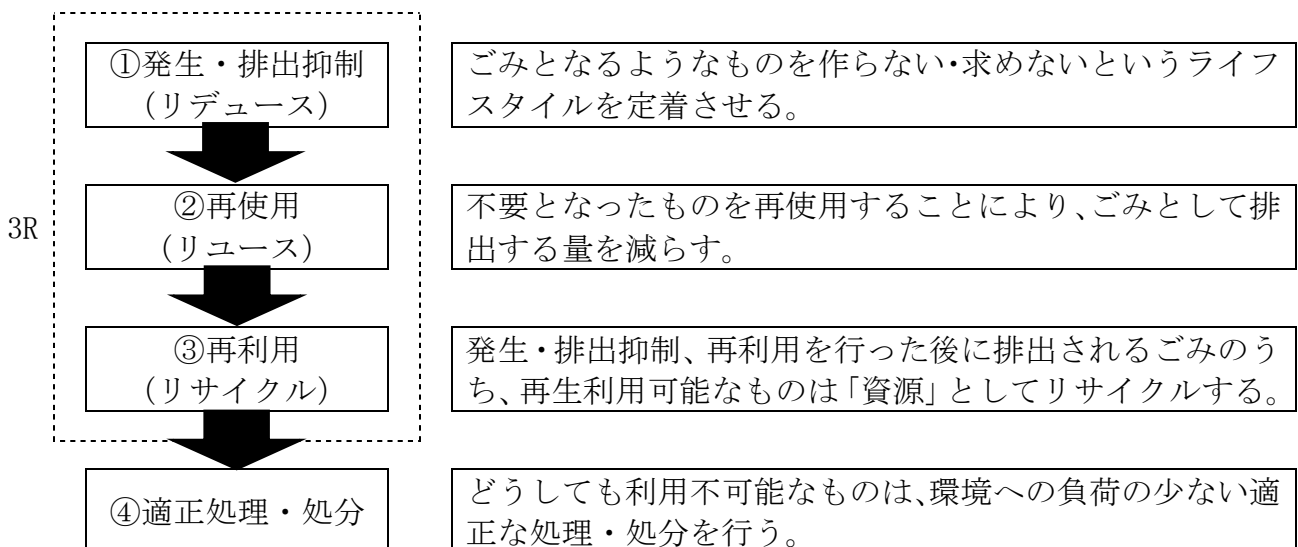 ①発生・排出抑制
(リデュース)
ごみとなるようなものを作らない・求めないというライフ
スタイルを定着させる。
3R
②再使用
(リユース)
不要となったものを再使用することにより、ごみとして排
出する量を減らす。
③再利用
(リサイクル)
発生・排出抑制、再利用を行った後に排出されるごみのう
ち、再生利用可能なものは「資源」としてリサイクルする。
④適正処理・処分
どうしても利用不可能なものは、環境への負荷の少ない適
正な処理・処分を行う。